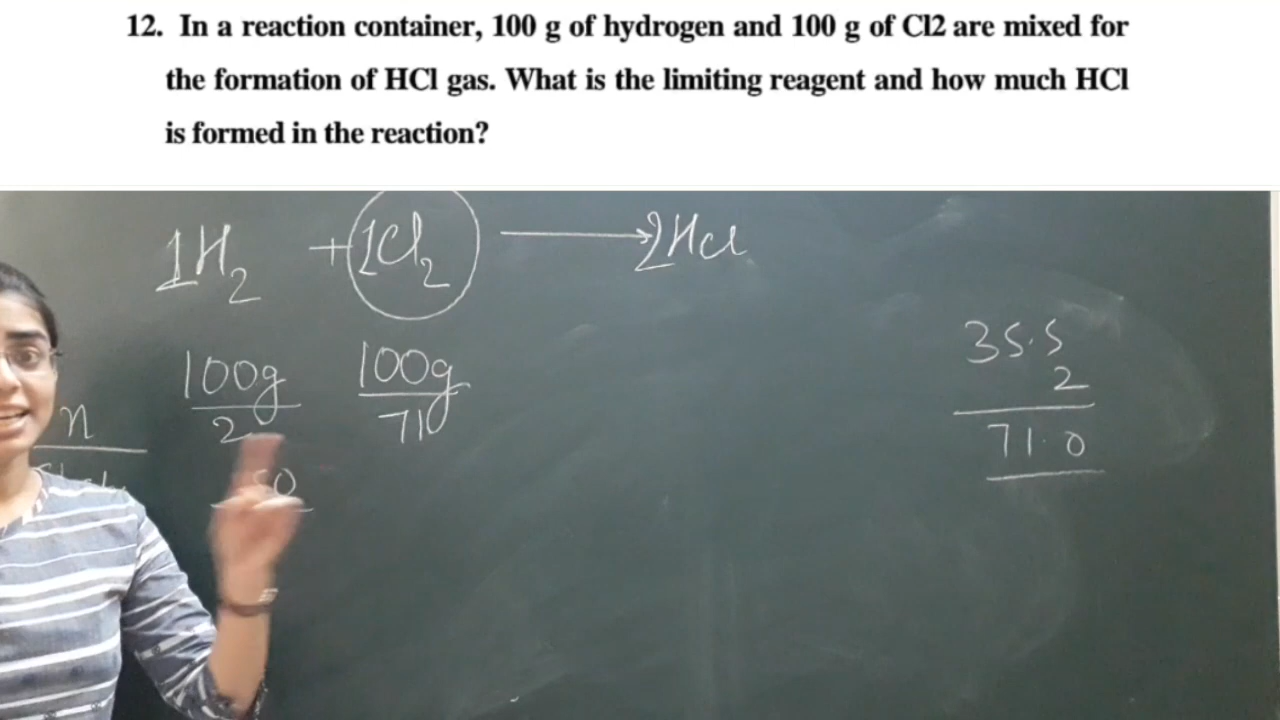 12. In a reaction container, 100 g of hydrogen and 100 g of Cl2 are mixed for
the formation of HCl gas. What is the limiting reagent and how much HCl
is formed in the reaction?
1H₂ + 1Cl₂ → 2Hcl
35.5
2
71.0
100g 100g
2 71
n
50